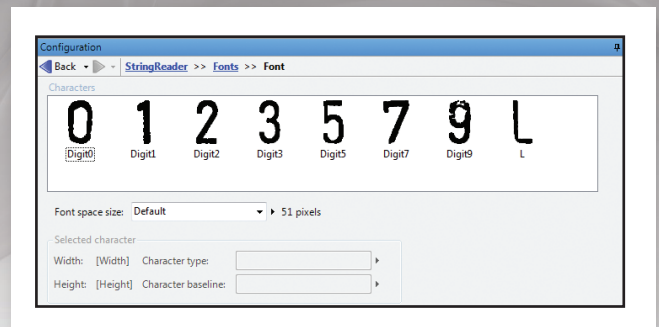 Configuration
Back StringReader >> Fonts >> Font
Characters
0 1 2 3 5 7 9 L
Digit0 Digit1 Digit2 Digit3 Digit5 Digit7 Digit9 L
Font space size: Default 51 pixels
Selected character
Width: [Width] Character type:
Height: [Height] Character baseline: